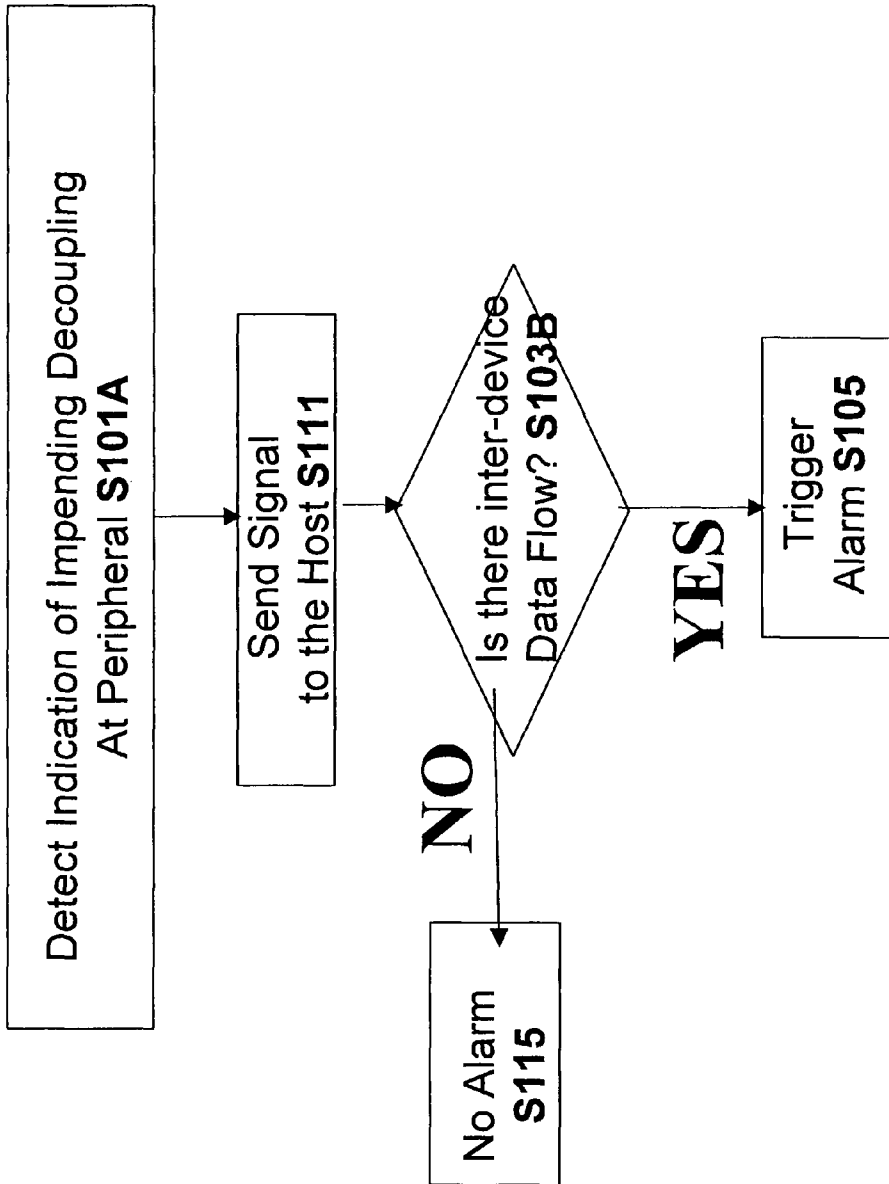 Detect Indication of Impending Decoupling
At Peripheral S101A
Send Signal
to the Host S111
Is there inter-device
Data Flow? S103B
NO
YES
No Alarm
S115
Trigger
Alarm S105